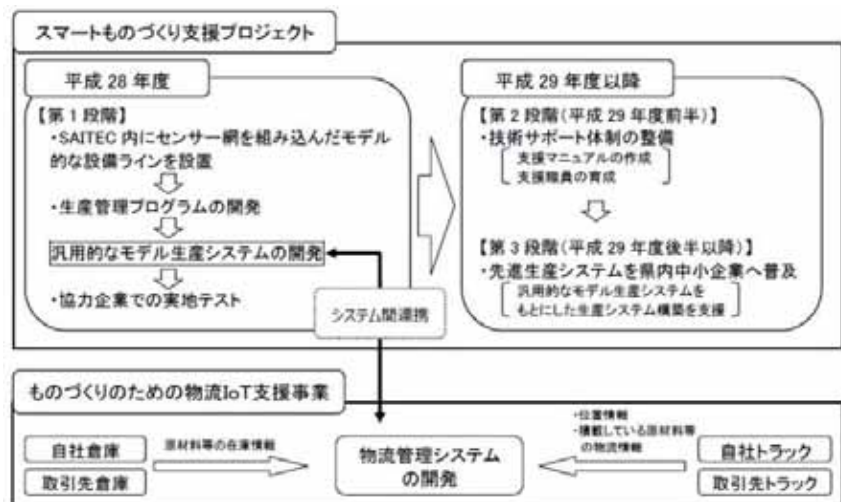 スマートものづくり支援プロジェクト
平成 28 年度
【第 1 段階】
・SAITEC 内にセンサー網を組み込んだモデル
的な設備ラインを設置
・生産管理プログラムの開発
汎用的なモデル生産システムの開発
・協力企業での実地テスト
システム間連携
平成 29 年度以降
【第 2 段階(平成 29 年度前半)】
・技術サポート体制の整備
支援マニュアルの作成
支援職員の育成
【第 3 段階(平成 29 年度後半以降)】
・先進生産システムを県内中小企業へ普及
汎用的なモデル生産システムを
もとにした生産システム構築を支援
ものづくりのための物流IoT支援事業
自社倉庫
取引先倉庫
原材料等の在庫情報
物流管理システム
の開発
・位置情報
・積載している原材料等
の物流情報
自社トラック
取引先トラック